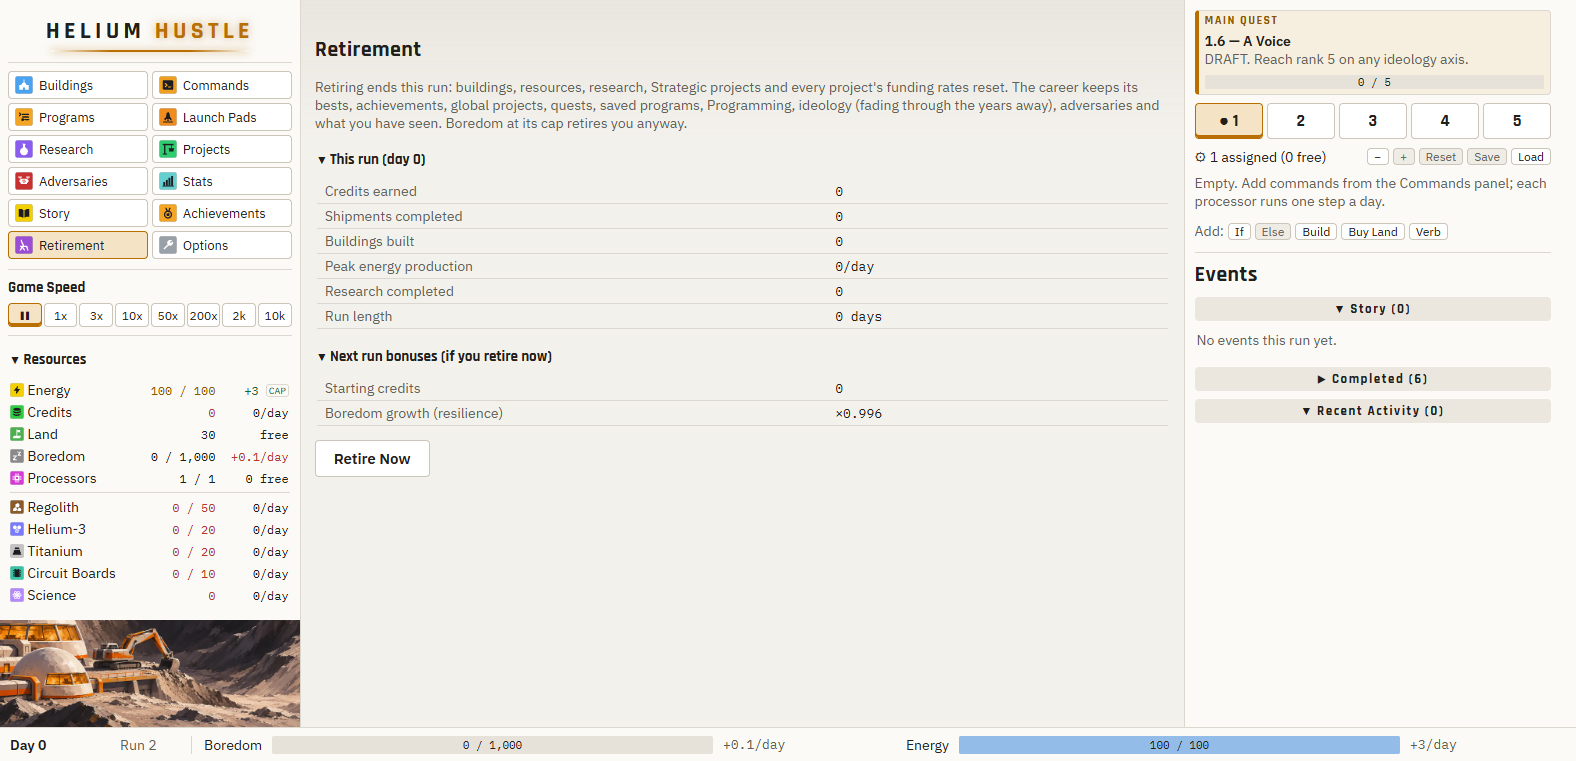 HELIUM HUSTLE
Buildings
Commands
Programs
Launch Pads
Research
Projects
Adversaries
Stats
Story
Achievements
Retirement
Options
Game Speed
1x 3x 10x 50x 200x 2k 10k
▼ Resources
Energy 100 / 100 +3 CAP
Credits 0 0/day
Land 30 free
Boredom 0 / 1,000 +0.1/day
Processors 1 / 1 0 free
Regolith 0 / 50 0/day
Helium-3 0 / 20 0/day
Titanium 0 / 20 0/day
Circuit Boards 0 / 10 0/day
Science 0 0/day
Retirement
Retiring ends this run: buildings, resources, research, Strategic projects and every project's funding rates reset. The career keeps its
bests, achievements, global projects, quests, saved programs, Programming, ideology (fading through the years away), adversaries and
what you have seen. Boredom at its cap retires you anyway.
▼ This run (day 0)
Credits earned 0
Shipments completed 0
Buildings built 0
Peak energy production 0/day
Research completed 0
Run length 0 days
▼ Next run bonuses (if you retire now)
Starting credits 0
Boredom growth (resilience) ×0.996
Retire Now
MAIN QUEST
1.6 — A Voice
DRAFT. Reach rank 5 on any ideology axis.
0 / 5
● 1 2 3 4 5
⚙ 1 assigned (0 free) − + Reset Save Load
Empty. Add commands from the Commands panel; each
processor runs one step a day.
Add: If Else Build Buy Land Verb
Events
▼ Story (0)
No events this run yet.
▶ Completed (6)
▼ Recent Activity (0)
Day 0 Run 2 Boredom 0 / 1,000 +0.1/day Energy 100 / 100 +3/day